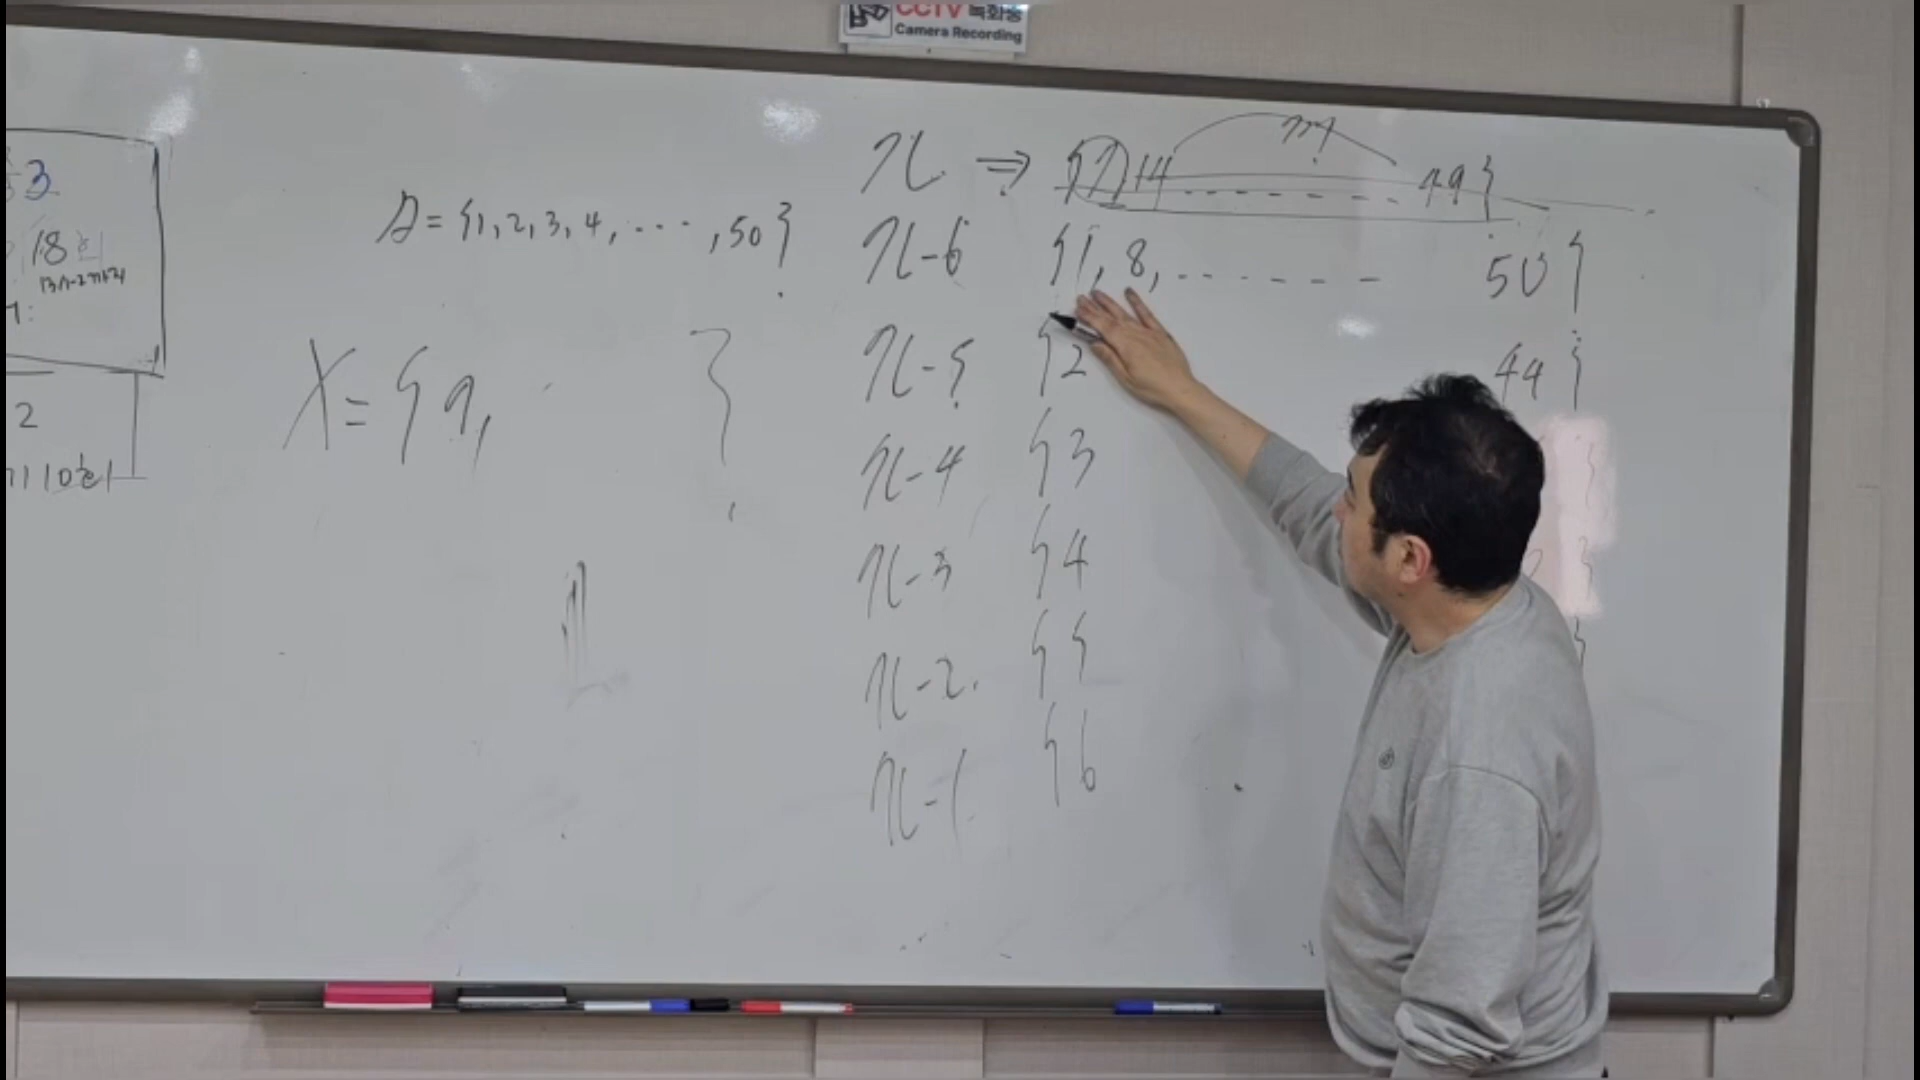 CCTV 녹화중
Camera Recording
3
18회
2
10회
A = {1, 2, 3, 4, ···, 50}
X = { 9, }
n ⇒ {7, 14 ------- 49}
n-6 {1, 8, ------ 50}
n-5 {2 44}
n-4 {3 }
n-3 {4 }
n-2 {5 }
n-1 {6